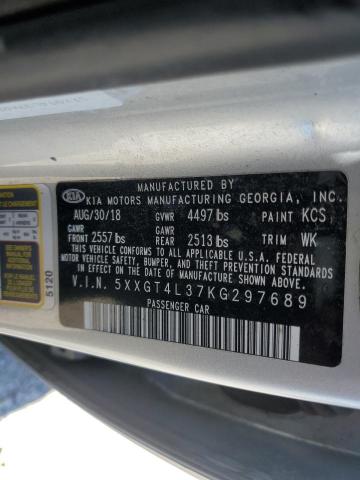 MANUFACTURED BY
KIA KIA MOTORS MANUFACTURING GEORGIA, INC.
AUG/30/18 GVWR 4497 lbs PAINT KCS
GAWR GAWR
FRONT 2557 lbs REAR 2513 lbs TRIM WK
THIS VEHICLE CONFORMS TO ALL APPLICABLE U.S.A. FEDERAL
MOTOR VEHICLE SAFETY, BUMPER, AND THEFT PREVENTION STANDARDS
IN EFFECT ON THE DATE OF MANUFACTURE SHOWN ABOVE.
V.I.N. 5XXGT4L37KG297689
PASSENGER CAR
5120